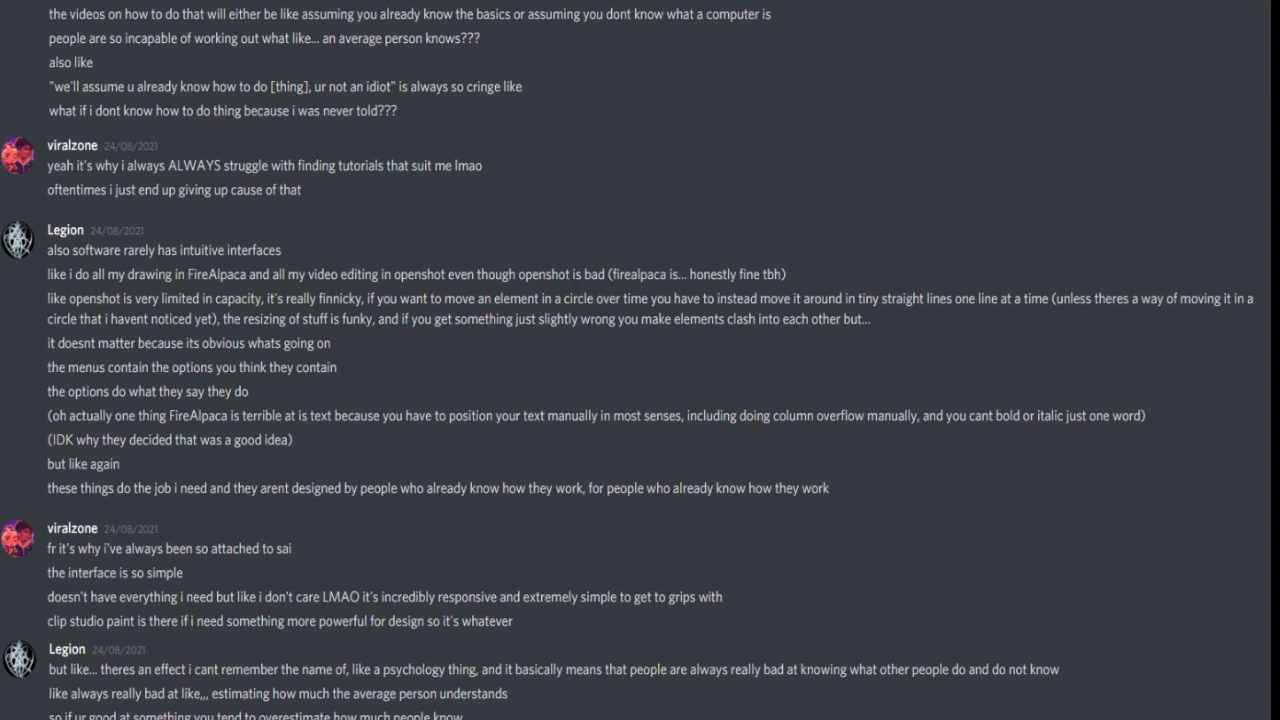 the videos on how to do that will either be like assuming you already know the basics or assuming you dont know what a computer is
people are so incapable of working out what like... an average person knows???
also like
"we'll assume u already know how to do [thing], ur not an idiot" is always so cringe like
what if i dont know how to do thing because i was never told???
viralzone 24/08/2021
yeah it's why i always ALWAYS struggle with finding tutorials that suit me lmao
oftentimes i just end up giving up cause of that
Legion 24/08/2021
also software rarely has intuitive interfaces
like i do all my drawing in FireAlpaca and all my video editing in openshot even though openshot is bad (firealpaca is... honestly fine tbh)
like openshot is very limited in capacity, it's really finnicky, if you want to move an element in a circle over time you have to instead move it around in tiny straight lines one line at a time (unless theres a way of moving it in a
circle that i havent noticed yet), the resizing of stuff is funky, and if you get something just slightly wrong you make elements clash into each other but...
it doesnt matter because its obvious whats going on
the menus contain the options you think they contain
the options do what they say they do
(oh actually one thing FireAlpaca is terrible at is text because you have to position your text manually in most senses, including doing column overflow manually, and you cant bold or italic just one word)
(IDK why they decided that was a good idea)
but like again
these things do the job i need and they arent designed by people who already know how they work, for people who already know how they work
viralzone 24/08/2021
fr it's why i've always been so attached to sai
the interface is so simple
doesn't have everything i need but like i don't care LMAO it's incredibly responsive and extremely simple to get to grips with
clip studio paint is there if i need something more powerful for design so it's whatever
Legion 24/08/2021
but like... theres an effect i cant remember the name of, like a psychology thing, and it basically means that people are always really bad at knowing what other people do and do not know
like always really bad at like,,, estimating how much the average person understands
so if ur good at something you tend to overestimate how much people know